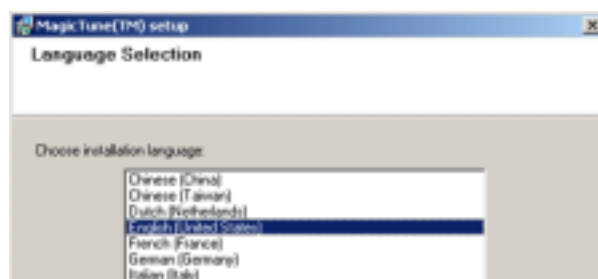 MagicTune(TM) setup
Language Selection
Choose installation language:
Chinese (China)
Chinese (Taiwan)
Dutch (Netherlands)
English (United States)
French (France)
German (Germany)
Italian (Italy)